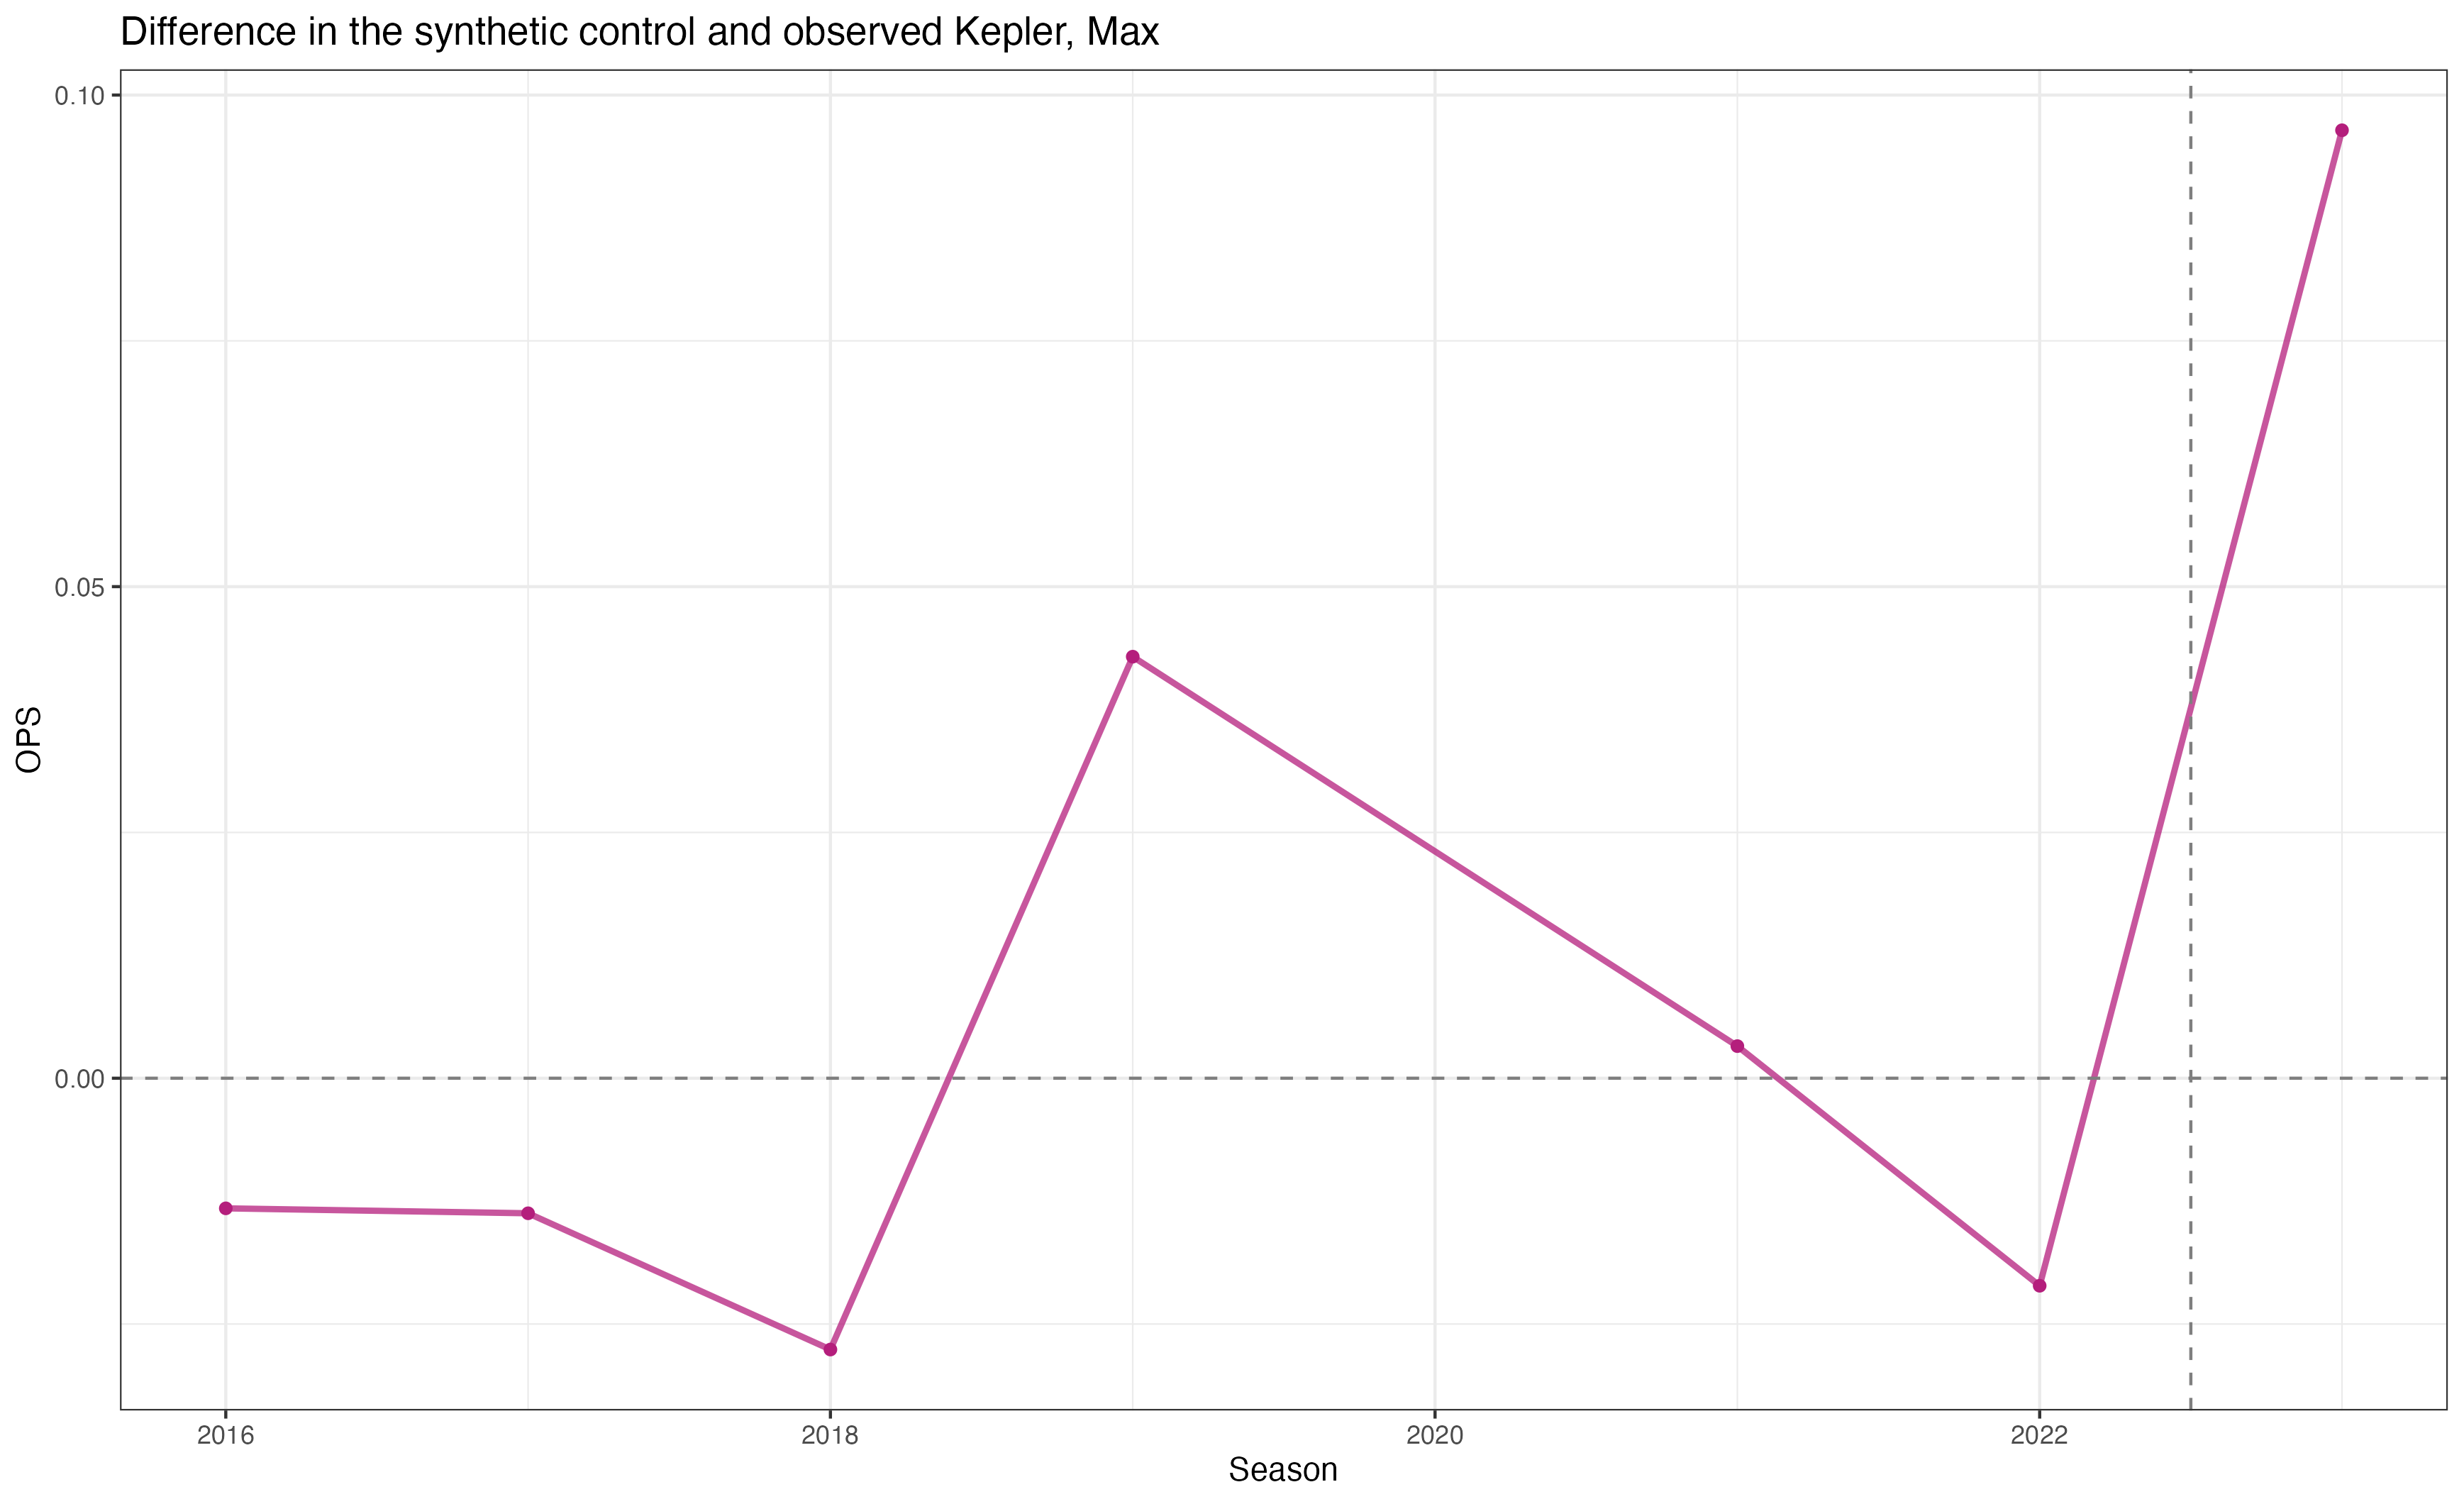 Difference in the synthetic control and observed Kepler, Max
0.10
0.05
0.00
OPS
2016
2018
2020
2022
Season